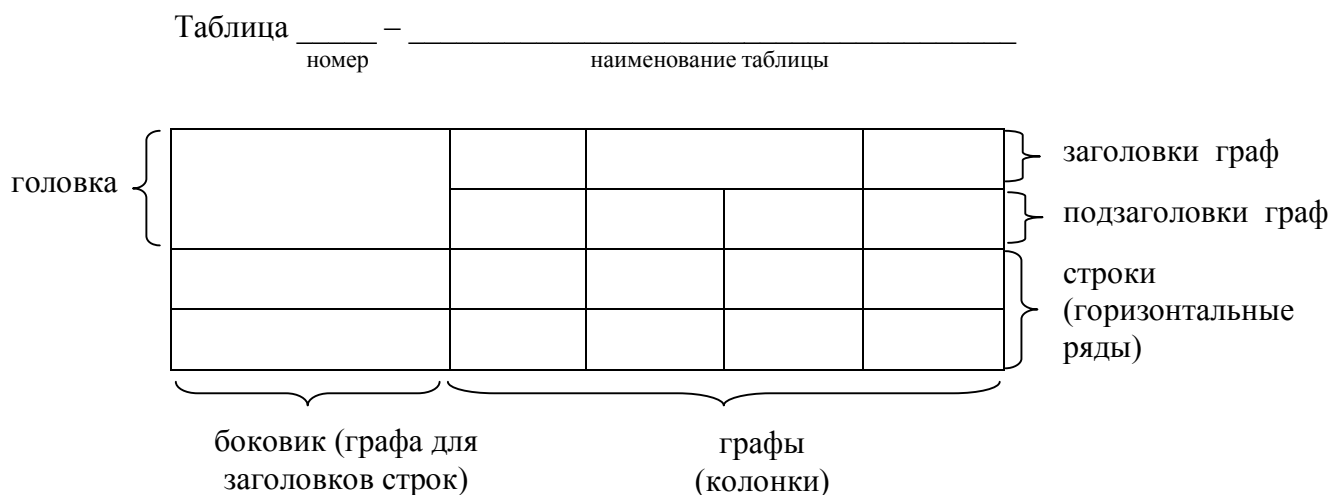 Таблица _____ – ______________________________________
номер наименование таблицы
головка
заголовки граф
подзаголовки граф
строки
(горизонтальные
ряды)
боковик (графа для
заголовков строк)
графы
(колонки)